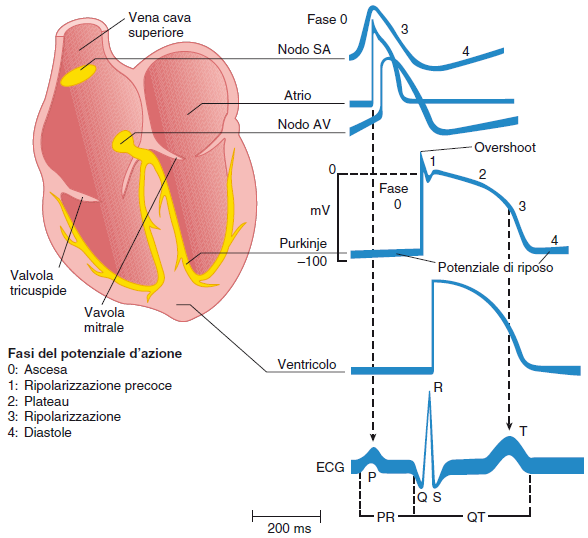 Vena cava
superiore
Fase 0
3
4
Nodo SA
Atrio
Nodo AV
Overshoot
0
1
2
Fase
0
3
mV
4
Purkinje
–100
Potenziale di riposo
Valvola
tricuspide
Vavola
mitrale
Fasi del potenziale d’azione
0: Ascesa
1: Ripolarizzazione precoce
2: Plateau
3: Ripolarizzazione
4: Diastole
Ventricolo
R
T
ECG
P
Q S
PR
QT
200 ms